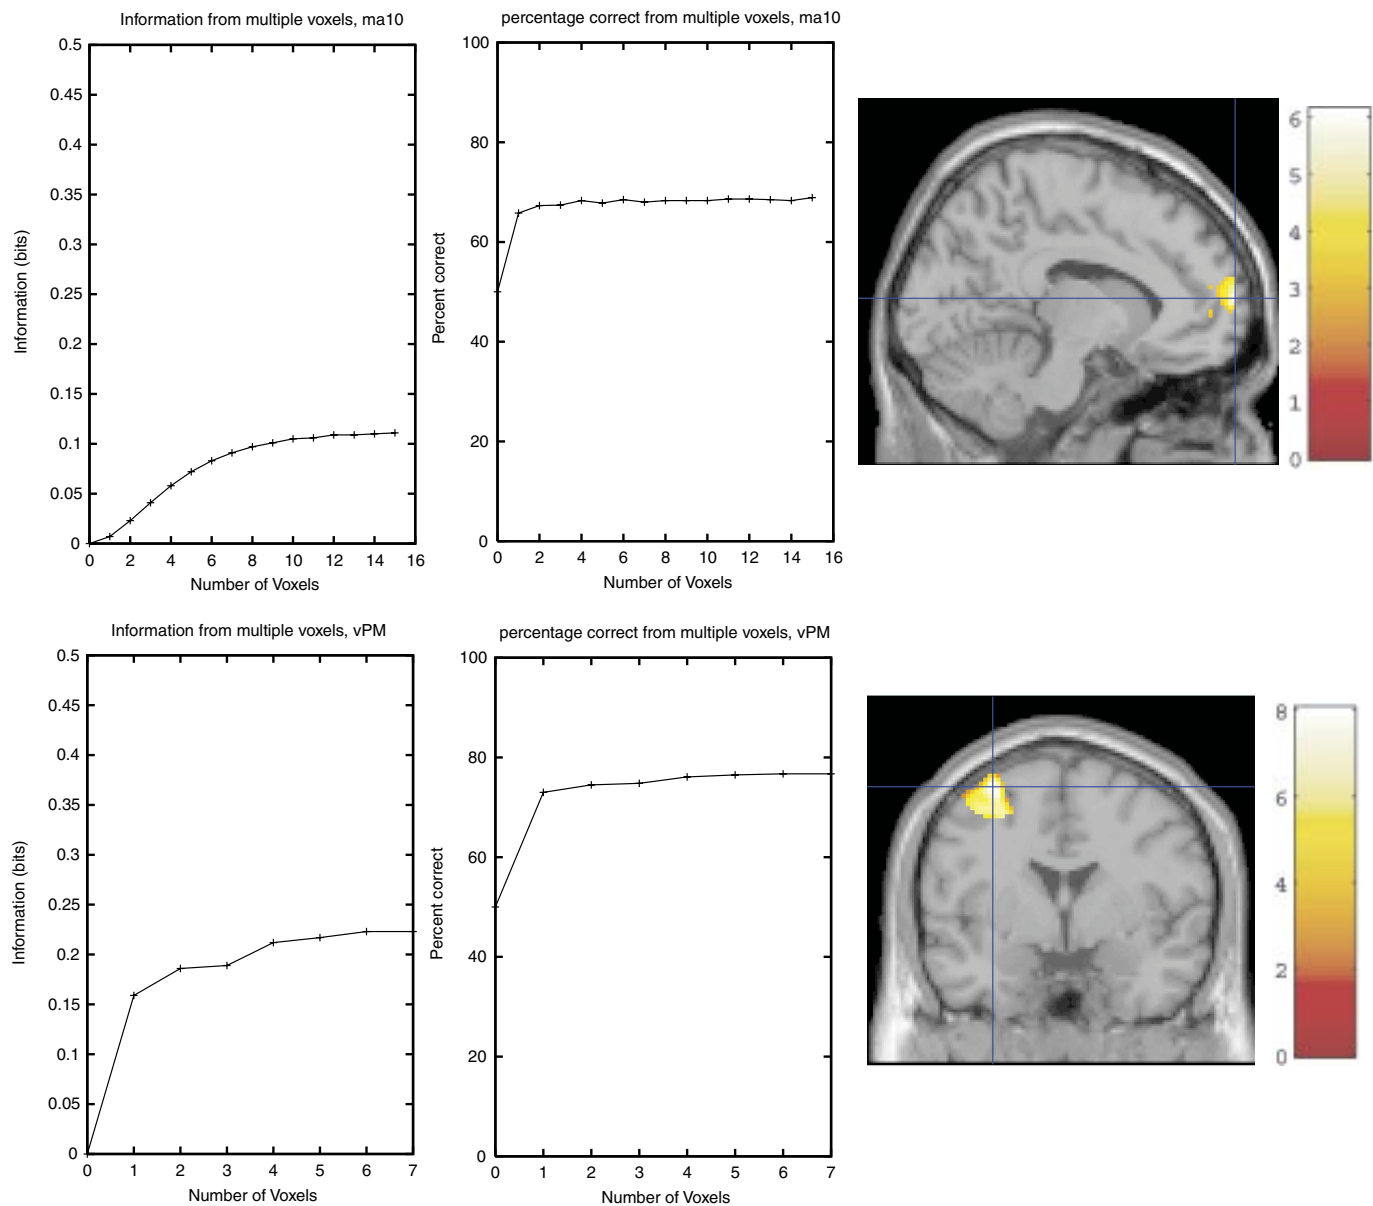 Information from multiple voxels, ma10
0.5
0.45
0.4
0.35
0.3
0.25
0.2
0.15
0.1
0.05
0
Information (bits)
0 2 4 6 8 10 12 14 16
Number of Voxels
percentage correct from multiple voxels, ma10
100
80
60
40
20
0
Percent correct
0 2 4 6 8 10 12 14 16
Number of Voxels
6
5
4
3
2
1
0
Information from multiple voxels, vPM
0.5
0.45
0.4
0.35
0.3
0.25
0.2
0.15
0.1
0.05
0
Information (bits)
0 1 2 3 4 5 6 7
Number of Voxels
percentage correct from multiple voxels, vPM
100
80
60
40
20
0
Percent correct
0 1 2 3 4 5 6 7
Number of Voxels
8
6
4
2
0